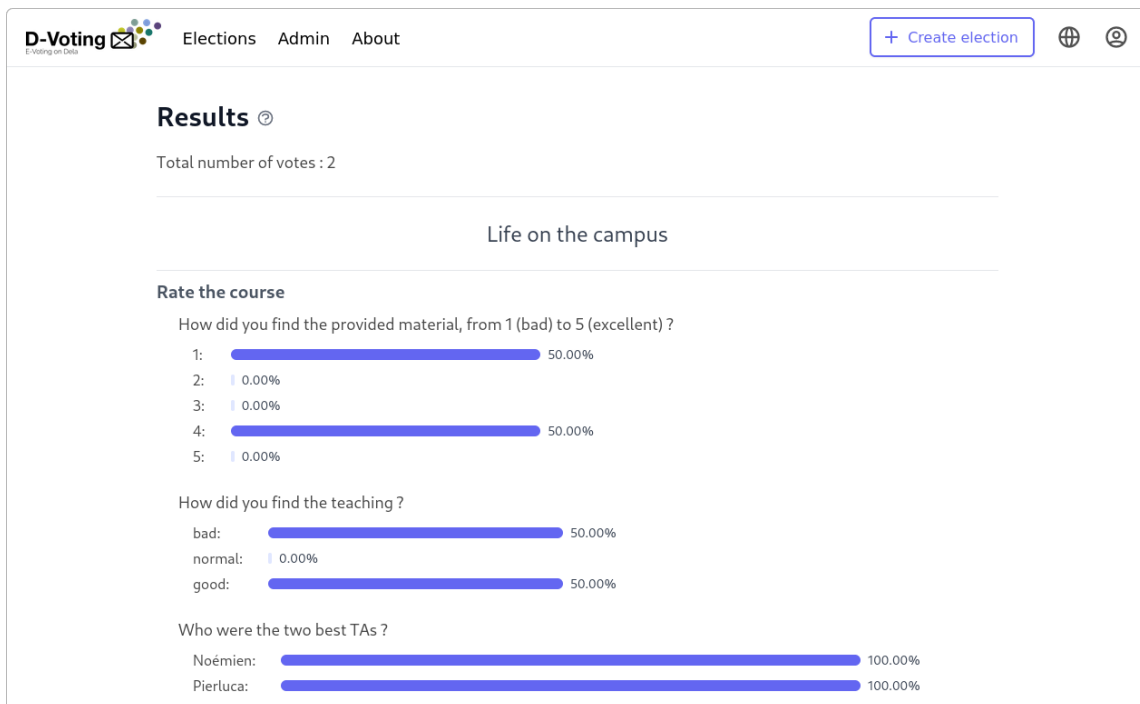 D-Voting
E-Voting on Dela
Elections Admin About
+ Create election
Results
Total number of votes : 2
Life on the campus
Rate the course
How did you find the provided material, from 1 (bad) to 5 (excellent) ?
1: 50.00%
2: 0.00%
3: 0.00%
4: 50.00%
5: 0.00%
How did you find the teaching ?
bad: 50.00%
normal: 0.00%
good: 50.00%
Who were the two best TAs ?
Noémien: 100.00%
Pierluca: 100.00%